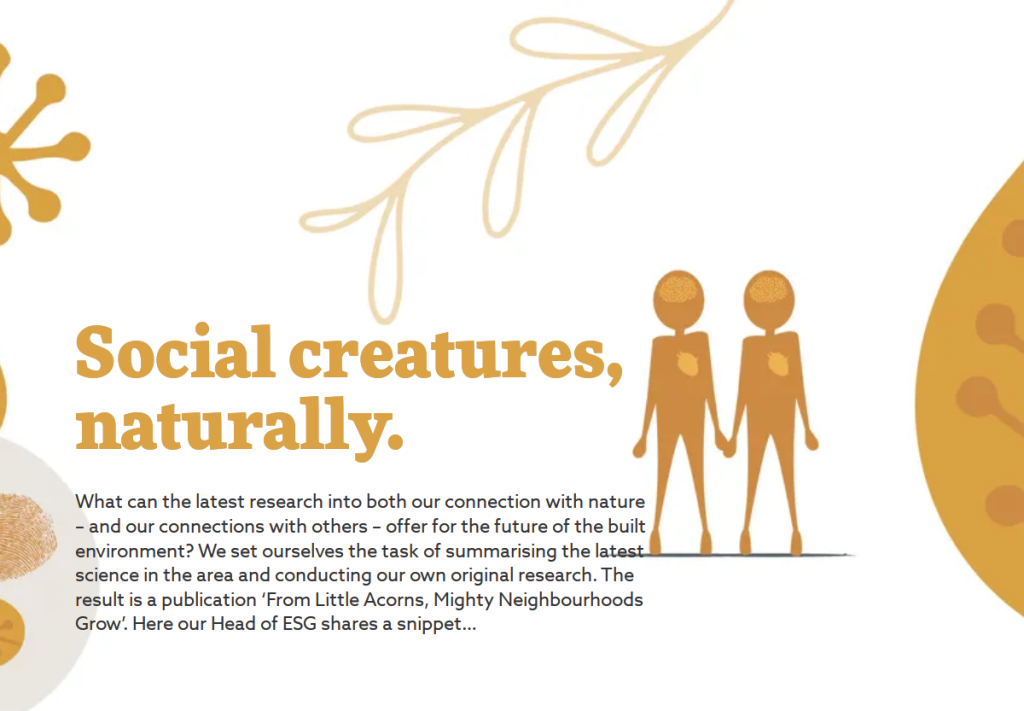 Social creatures,
naturally.
What can the latest research into both our connection with nature
– and our connections with others – offer for the future of the built
environment? We set ourselves the task of summarising the latest
science in the area and conducting our own original research. The
result is a publication ‘From Little Acorns, Mighty Neighbourhoods
Grow’. Here our Head of ESG shares a snippet...